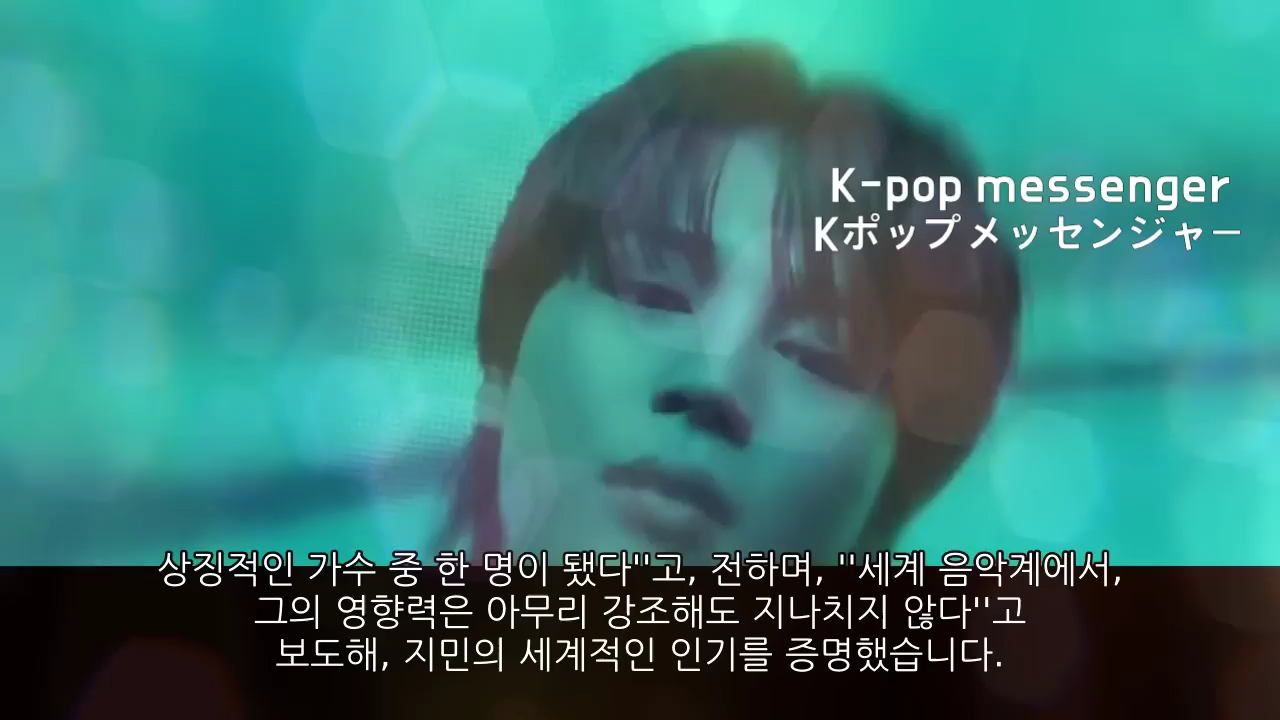 K-pop messenger
Kポップメッセンジャー
상징적인 가수 중 한 명이 됐다''고, 전하며, ''세계 음악계에서,
그의 영향력은 아무리 강조해도 지나치지 않다''고
보도해, 지민의 세계적인 인기를 증명했습니다.